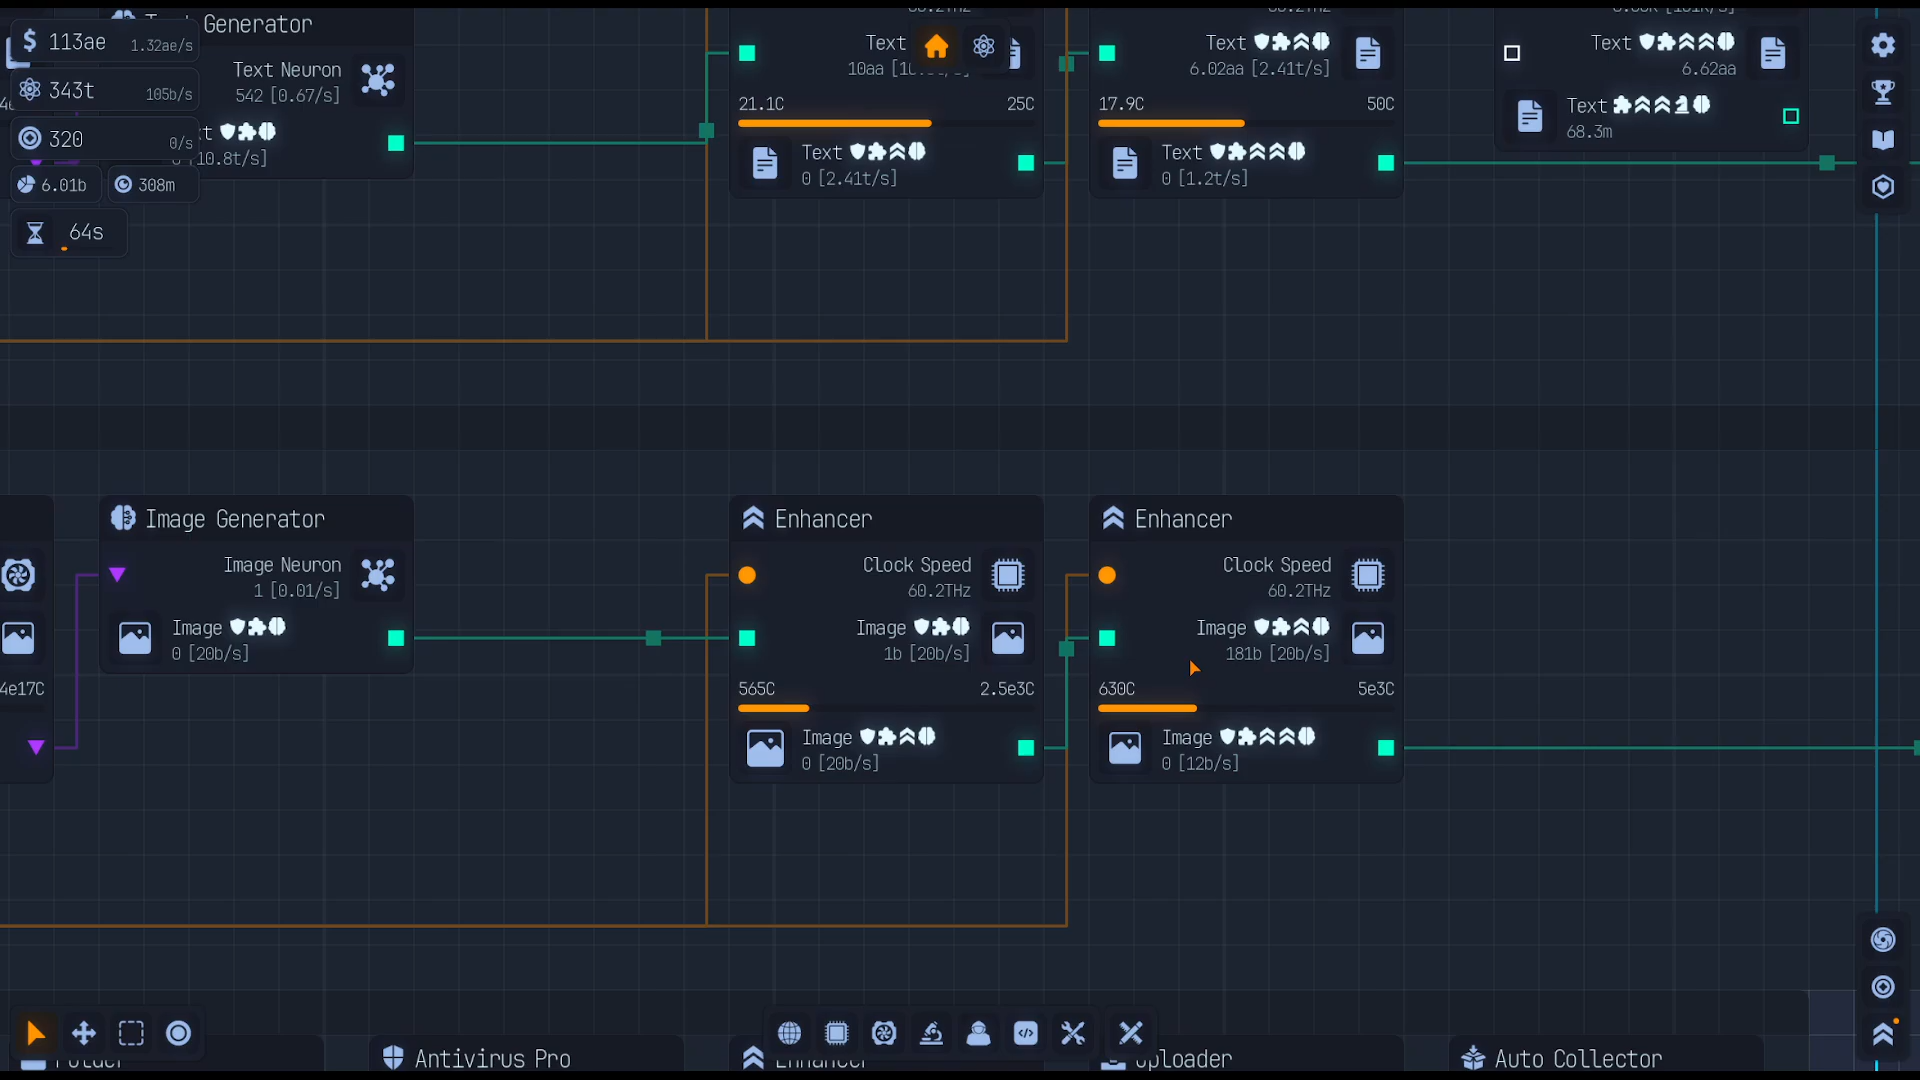 Generator
$ 113ae 1.32ae/s
343t 105b/s
320 0/s
6.01b 308m
64s
Text Neuron
542 [0.67/s]
[10.8t/s]
Text
10aa
21.1C 25C
Text
0 [2.41t/s]
Text
6.02aa [2.41t/s]
17.9C 50C
Text
0 [1.2t/s]
Text
6.62aa
Text
68.3m
4e17C
Image Generator
Image Neuron
1 [0.01/s]
Image
0 [20b/s]
Enhancer
Clock Speed
60.2THz
Image
1b [20b/s]
565C 2.5e3C
Image
0 [20b/s]
Enhancer
Clock Speed
60.2THz
Image
181b [20b/s]
630C 5e3C
Image
0 [12b/s]
Folder
Antivirus Pro
Enhancer
Uploader
Auto Collector